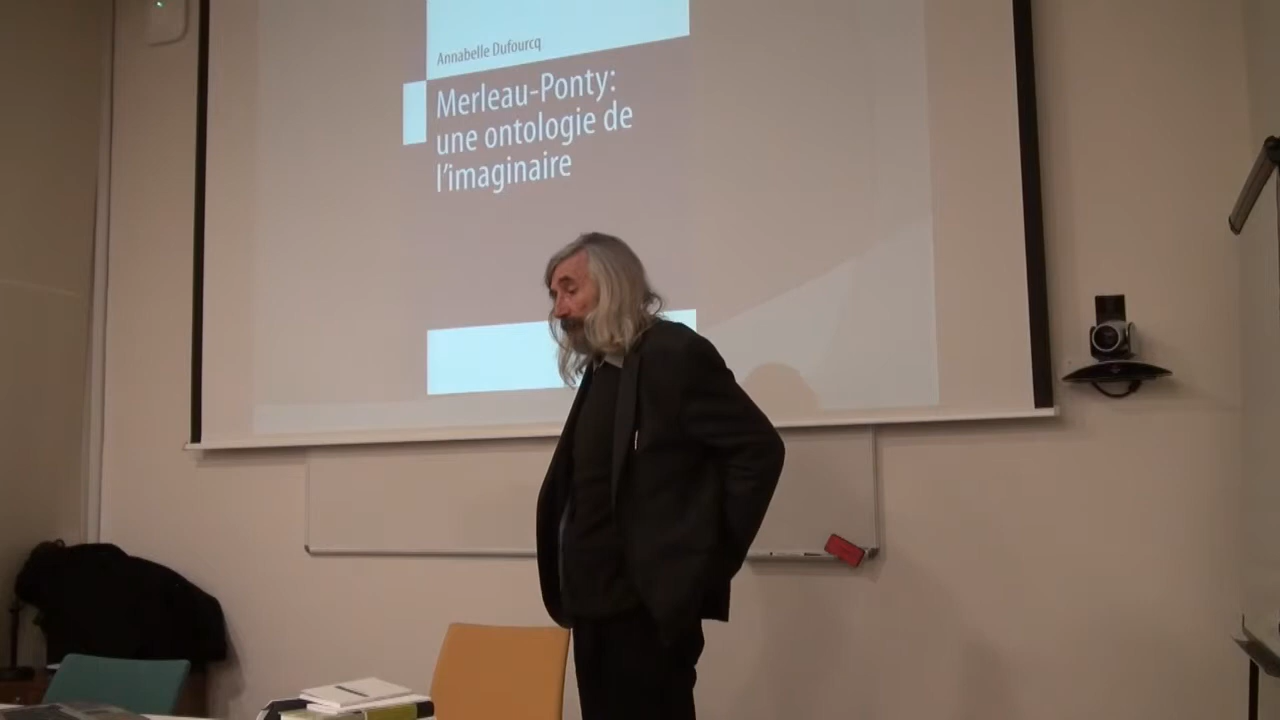 Annabelle Dufourcq
Merleau-Ponty:
une ontologie de
l'imaginaire